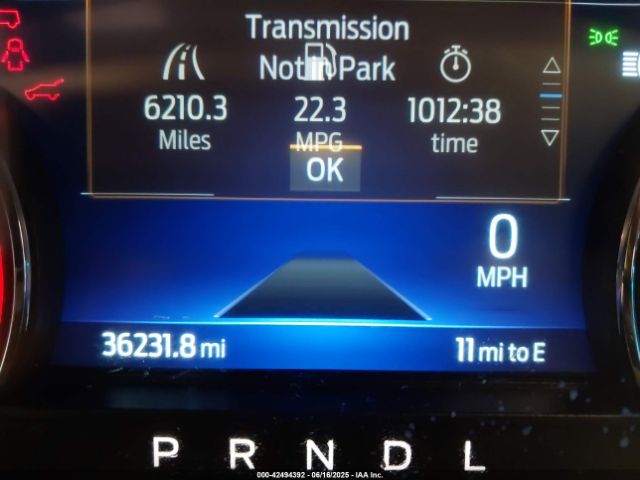 Transmission
Not in Park
6210.3 22.3 1012:38
Miles MPG time
OK
0
MPH
36231.8 mi 11 mi to E
P R N D L
000-42494392 - 06/16/2025 - IAA Inc.